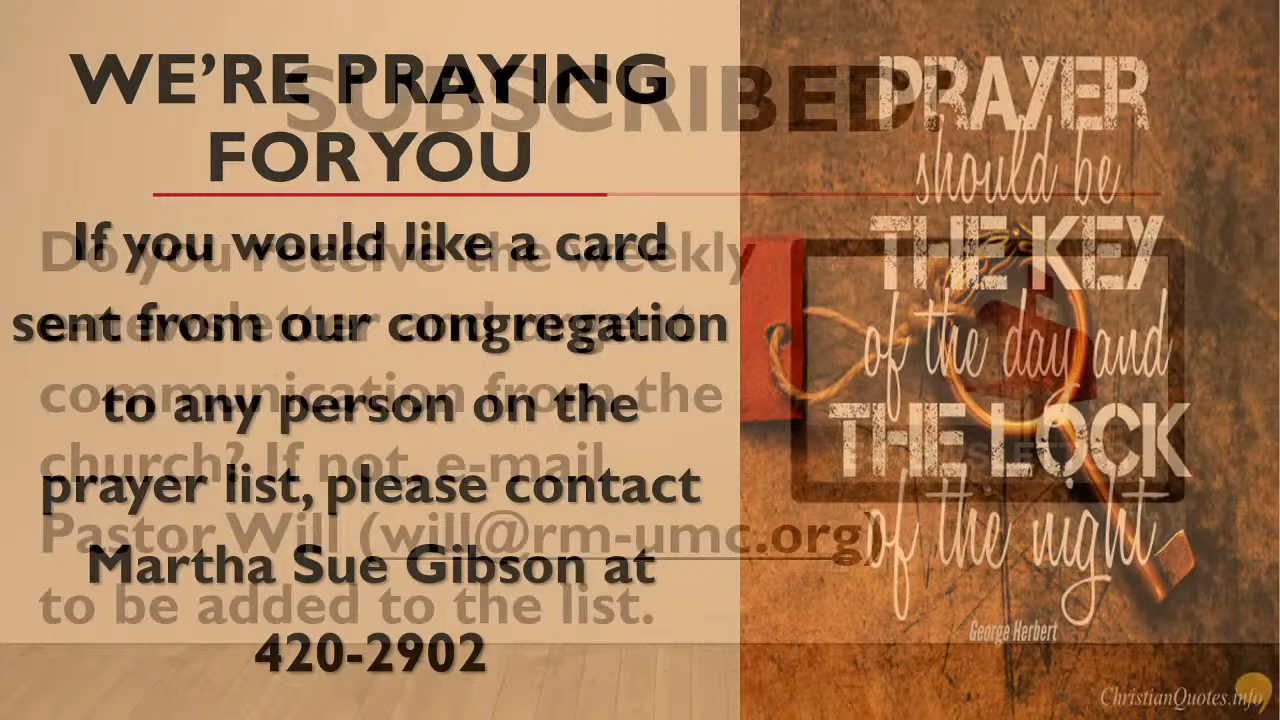 WE'RE PRAYING
FOR YOU
If you would like a card
sent from our congregation
to any person on the
prayer list, please contact
Martha Sue Gibson at
420-2902
SUBSCRIBED
Do you receive the weekly
communication from the
church? If not, e-mail
Pastor Will (will@rm-umc.org)
to be added to the list.
PRAYER
should be
THE KEY
of the day and
THE LOCK
of the night
George Herbert
ChristianQuotes.info